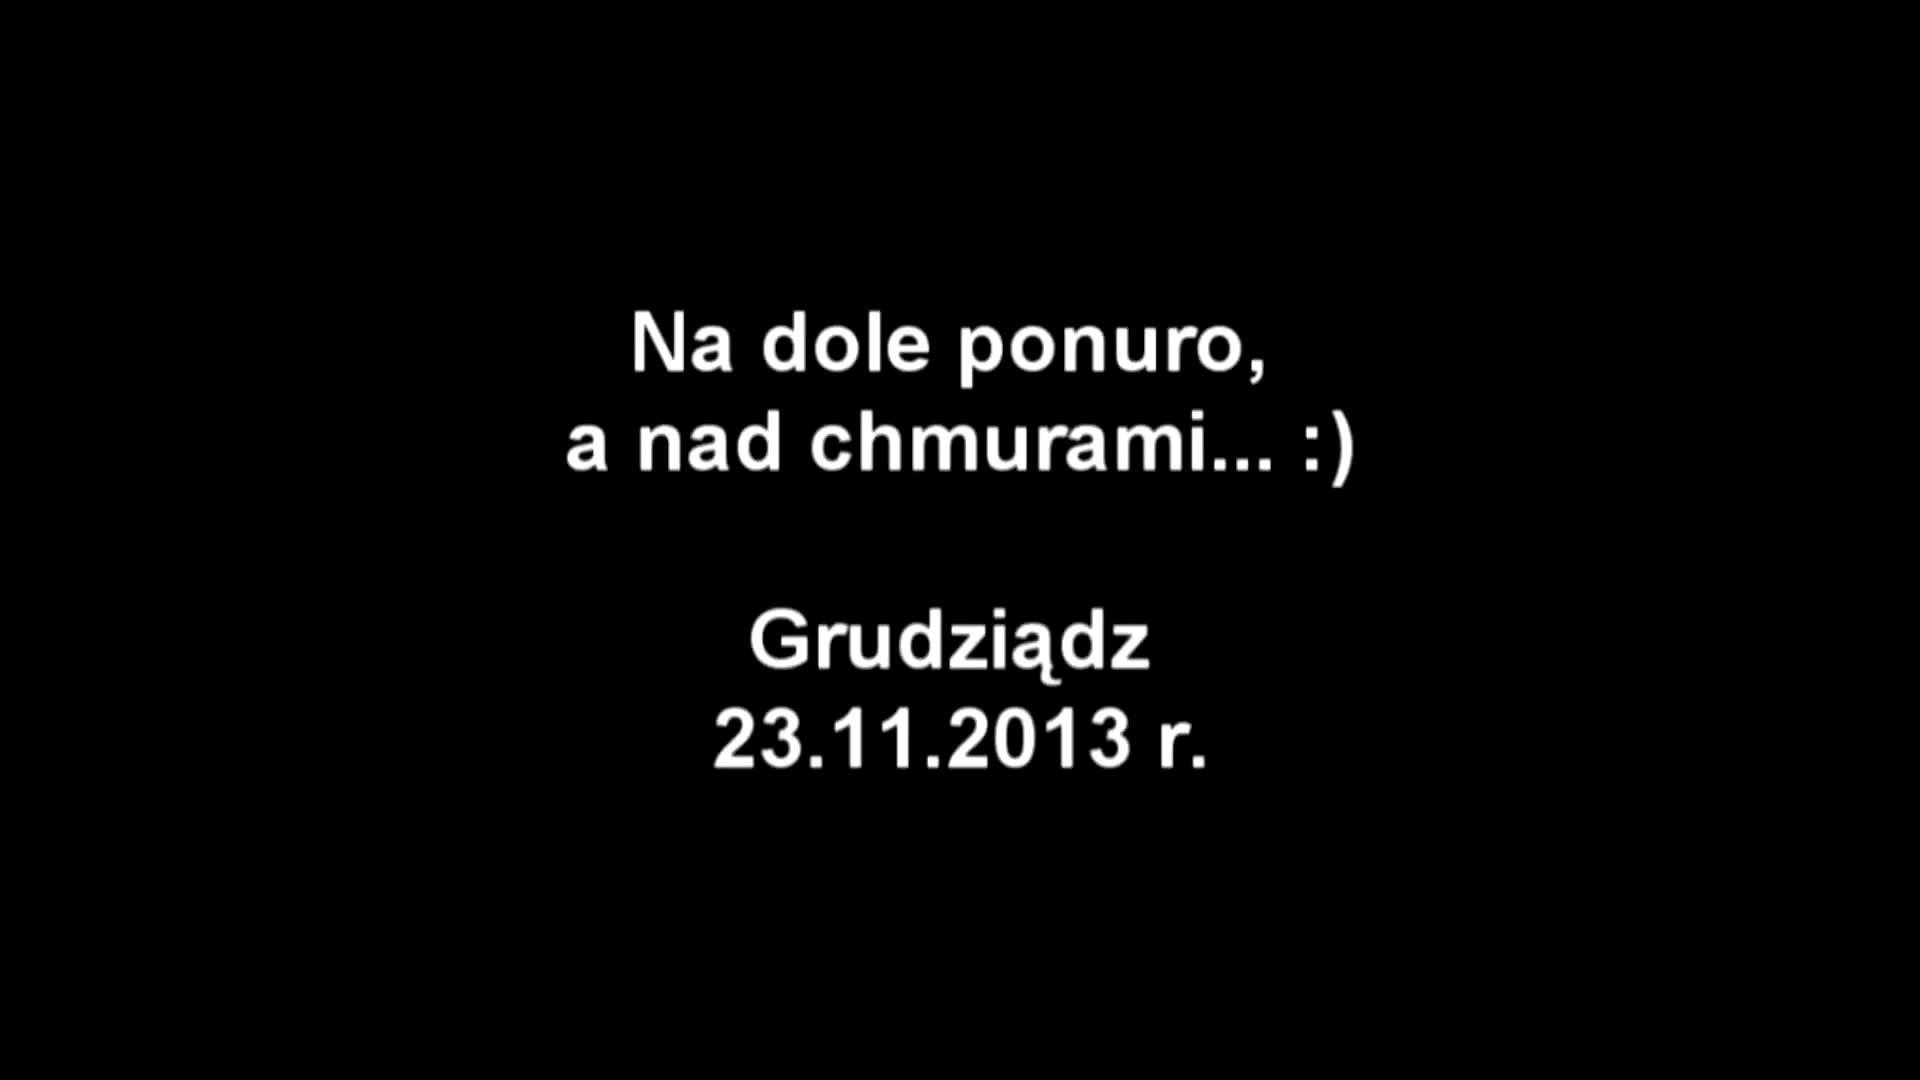 Na dole ponuro,
a nad chmurami... :)
Grudziądz
23.11.2013 r.